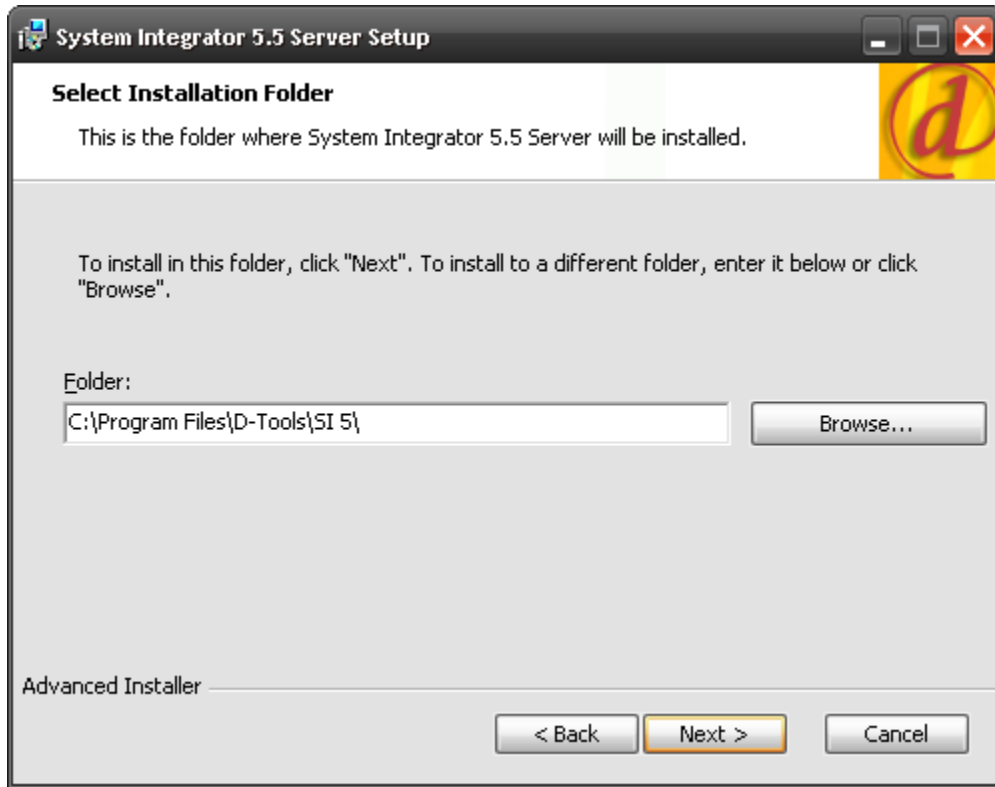 System Integrator 5.5 Server Setup
Select Installation Folder
This is the folder where System Integrator 5.5 Server will be installed.
d
To install in this folder, click "Next". To install to a different folder, enter it below or click
"Browse".
Folder:
C:\Program Files\D-Tools\SI 5\
Browse...
Advanced Installer
< Back
Next >
Cancel